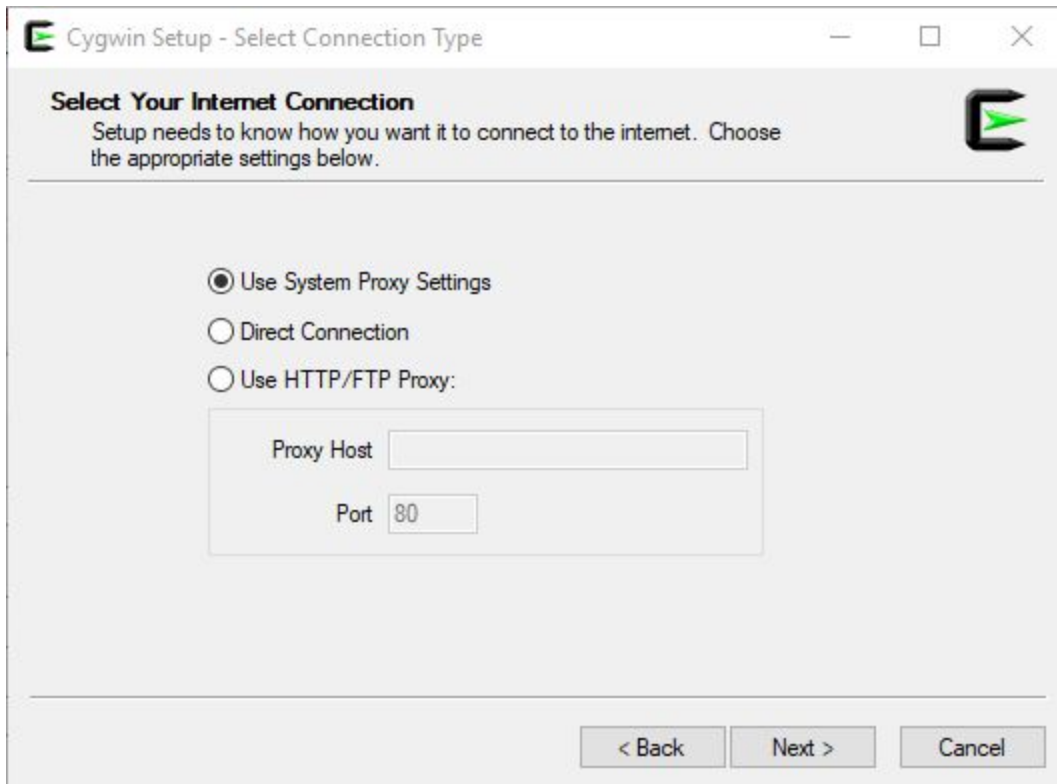 Cygwin Setup - Select Connection Type
Select Your Internet Connection
Setup needs to know how you want it to connect to the internet. Choose
the appropriate settings below.
Use System Proxy Settings
Direct Connection
Use HTTP/FTP Proxy:
Proxy Host
Port 80
< Back Next > Cancel